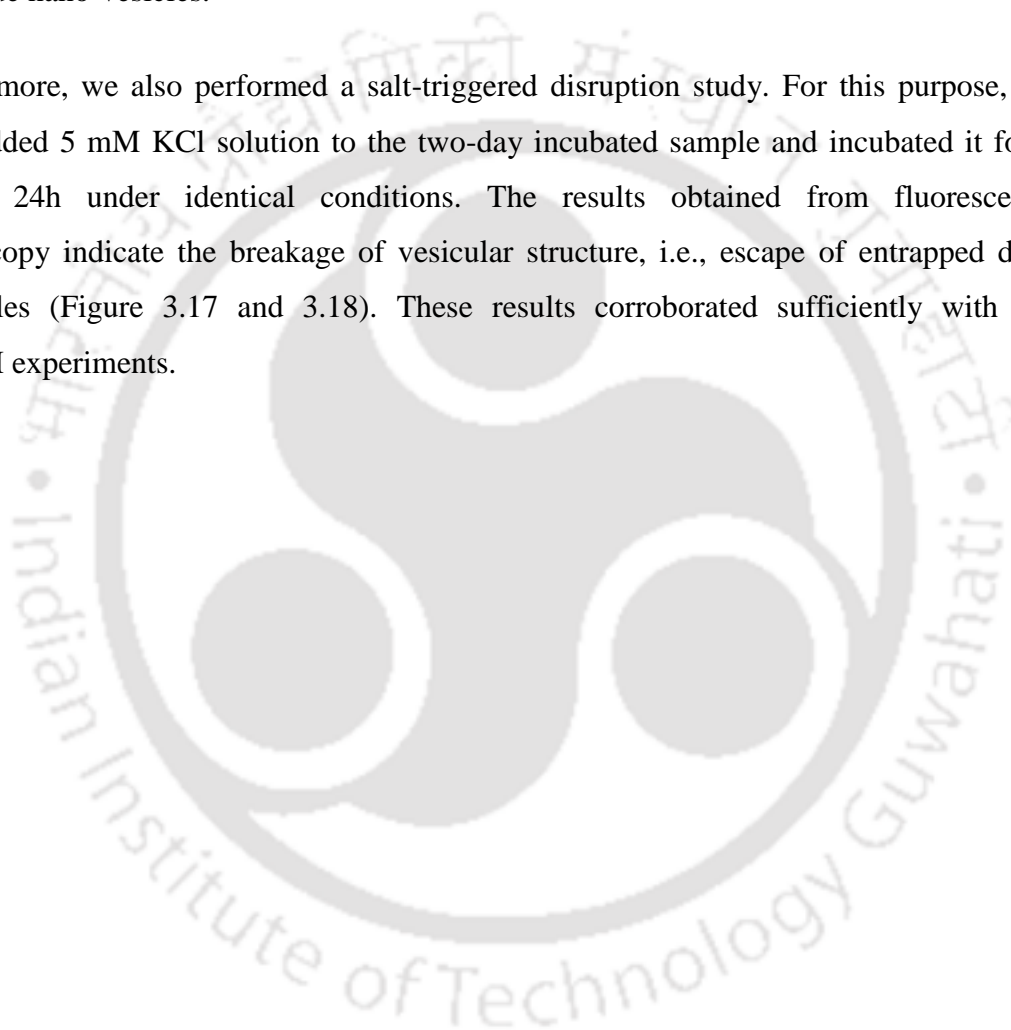 more, we also performed a salt-triggered disruption study. For this purpose,
dded 5 mM KCl solution to the two-day incubated sample and incubated it fo
24h under identical conditions. The results obtained from fluoresce
copy indicate the breakage of vesicular structure, i.e., escape of entrapped d
les (Figure 3.17 and 3.18). These results corroborated sufficiently with
experiments.
Indian Institute of Technology Guwahati